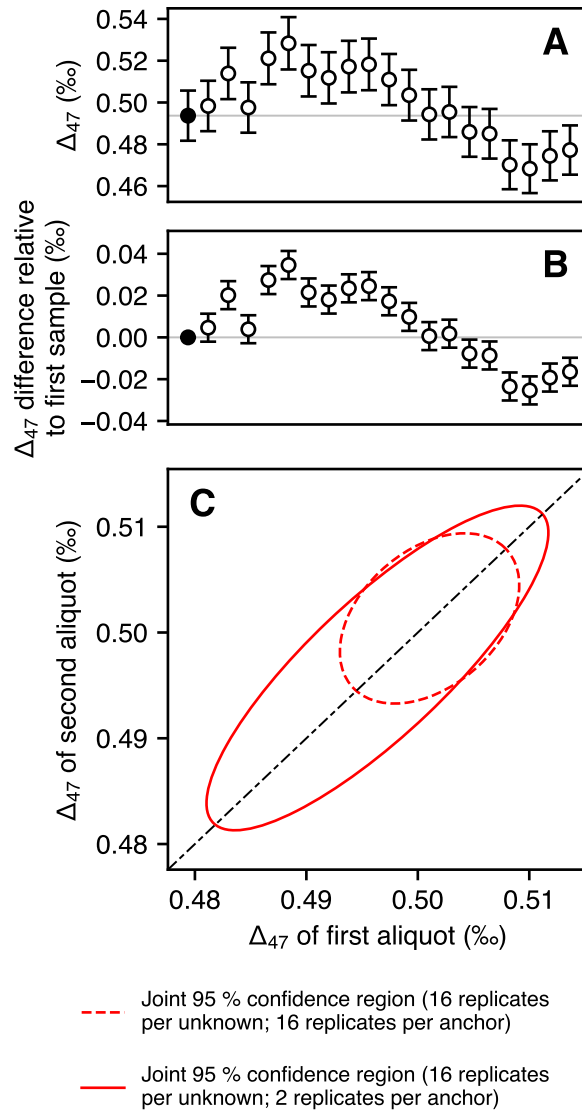 A
0.54
0.52
0.50
0.48
0.46
Δ47 (‰)
B
0.04
0.02
0.00
−0.02
−0.04
Δ47 difference relative
to first sample (‰)
C
0.51
0.50
0.49
0.48
Δ47 of second aliquot (‰)
0.48 0.49 0.50 0.51
Δ47 of first aliquot (‰)
Joint 95 % confidence region (16 replicates
per unknown; 16 replicates per anchor)
Joint 95 % confidence region (16 replicates
per unknown; 2 replicates per anchor)